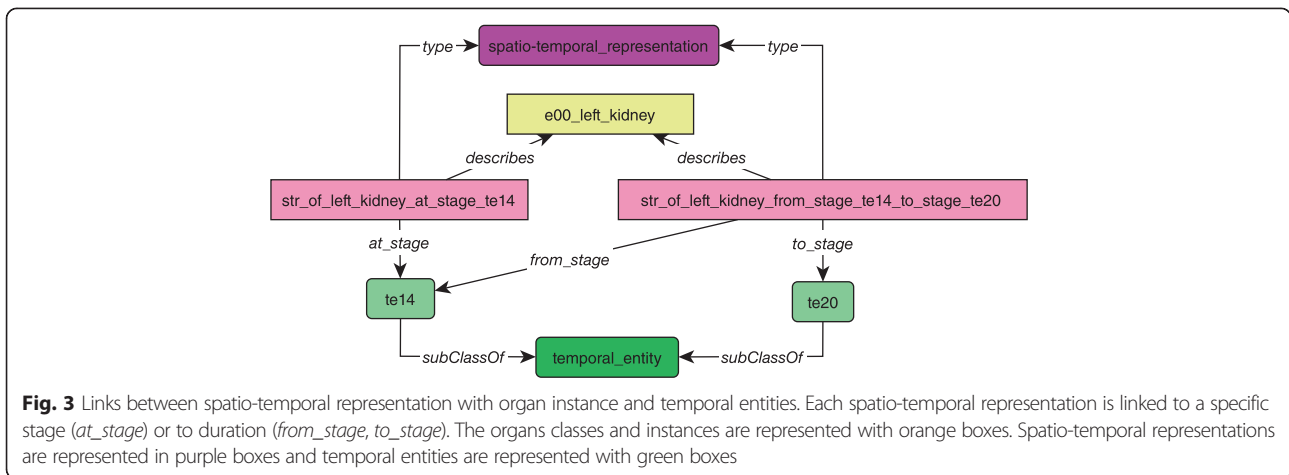 type
spatio-temporal_representation
type
e00_left_kidney
describes
describes
str_of_left_kidney_at_stage_te14
str_of_left_kidney_from_stage_te14_to_stage_te20
at_stage
from_stage
to_stage
te14
te20
subClassOf
temporal_entity
subClassOf
Fig. 3 Links between spatio-temporal representation with organ instance and temporal entities. Each spatio-temporal representation is linked to a specific
stage (at_stage) or to duration (from_stage, to_stage). The organs classes and instances are represented with orange boxes. Spatio-temporal representations
are represented in purple boxes and temporal entities are represented with green boxes